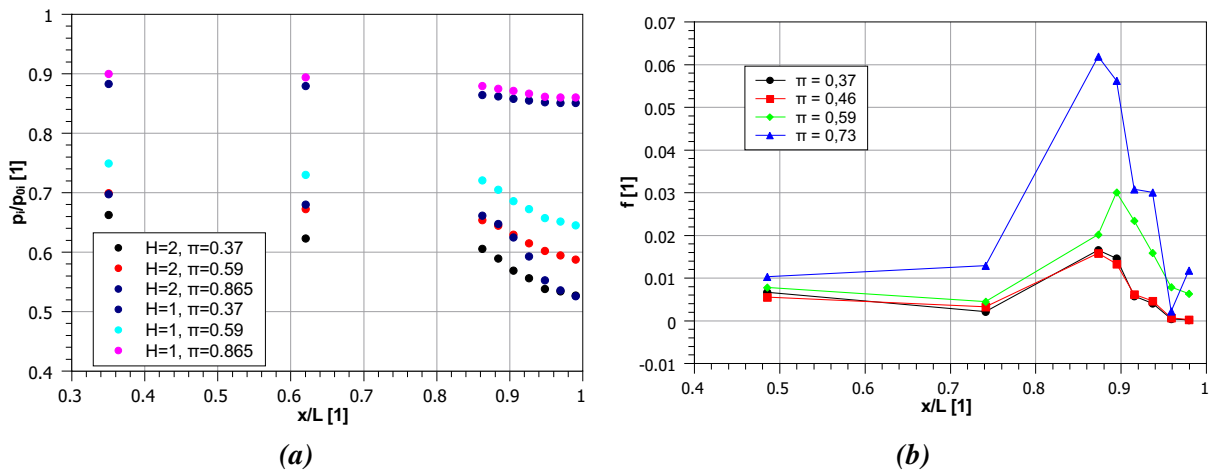 1
0.9
0.8
0.7
0.6
0.5
0.4
pᵢ/p₀ᵢ [1]
H=2, π=0.37
H=2, π=0.59
H=2, π=0.865
H=1, π=0.37
H=1, π=0.59
H=1, π=0.865
0.3 0.4 0.5 0.6 0.7 0.8 0.9 1
x/L [1]
(a)
0.07
0.06
0.05
0.04
0.03
0.02
0.01
0
-0.01
f [1]
π = 0,37
π = 0,46
π = 0,59
π = 0,73
0.4 0.5 0.6 0.7 0.8 0.9 1
x/L [1]
(b)